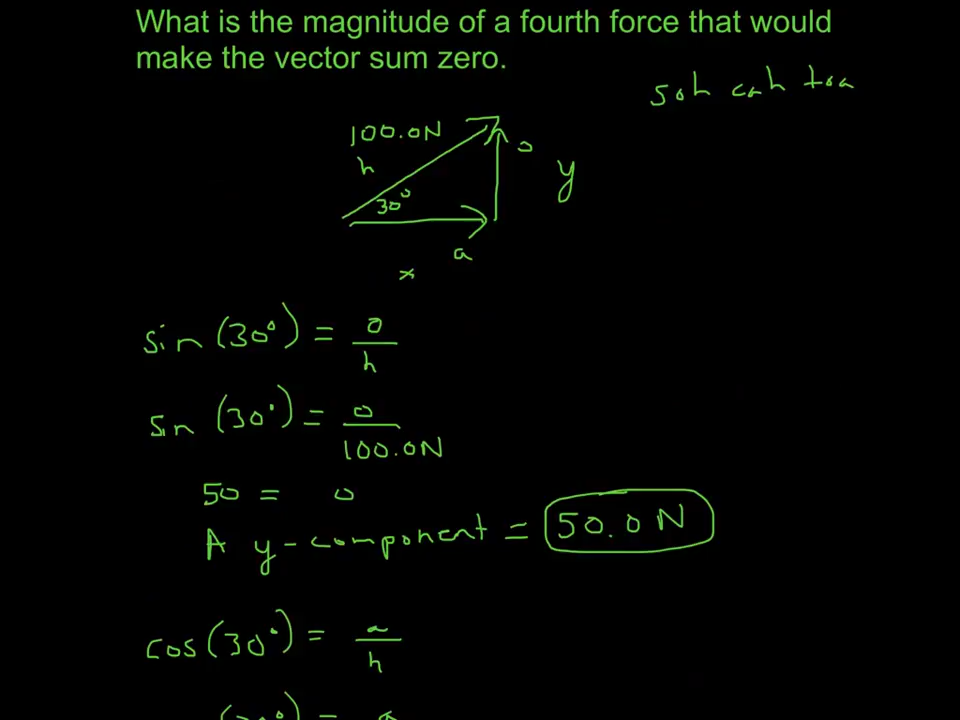 What is the magnitude of a fourth force that would
make the vector sum zero.
soh cah toa
100.0N
h
30°
o
y
a
x
sin (30°) = o/h
sin (30°) = o/100.0N
50 = o
A y-component = 50.0 N
cos (30°) = a/h